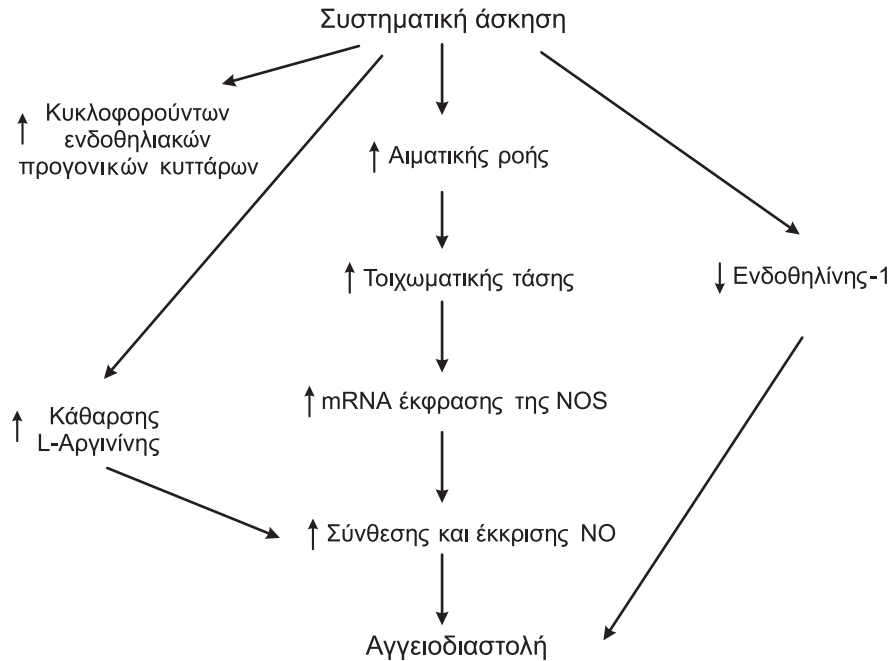 Συστηματική άσκηση
↑ Κυκλοφορούντων
ενδοθηλιακών
προγονικών κυττάρων
↑ Αιματικής ροής
↑ Τοιχωματικής τάσης
↓ Ενδοθηλίνης-1
↑ mRNA έκφρασης της NOS
↑ Κάθαρσης
L-Αργινίνης
↑ Σύνθεσης και έκκρισης NO
Αγγειοδιαστολή